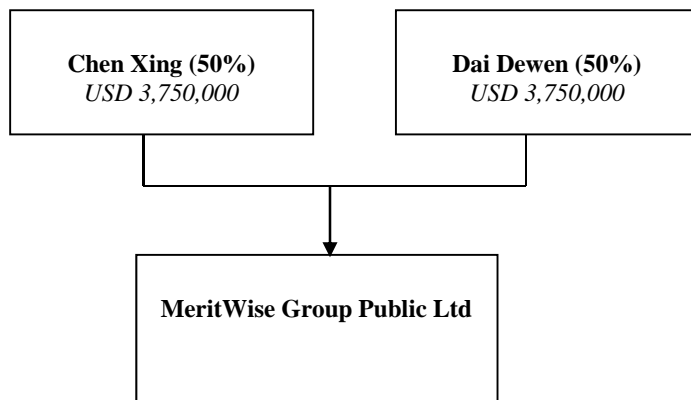 Chen Xing (50%)
USD 3,750,000
Dai Dewen (50%)
USD 3,750,000
MeritWise Group Public Ltd